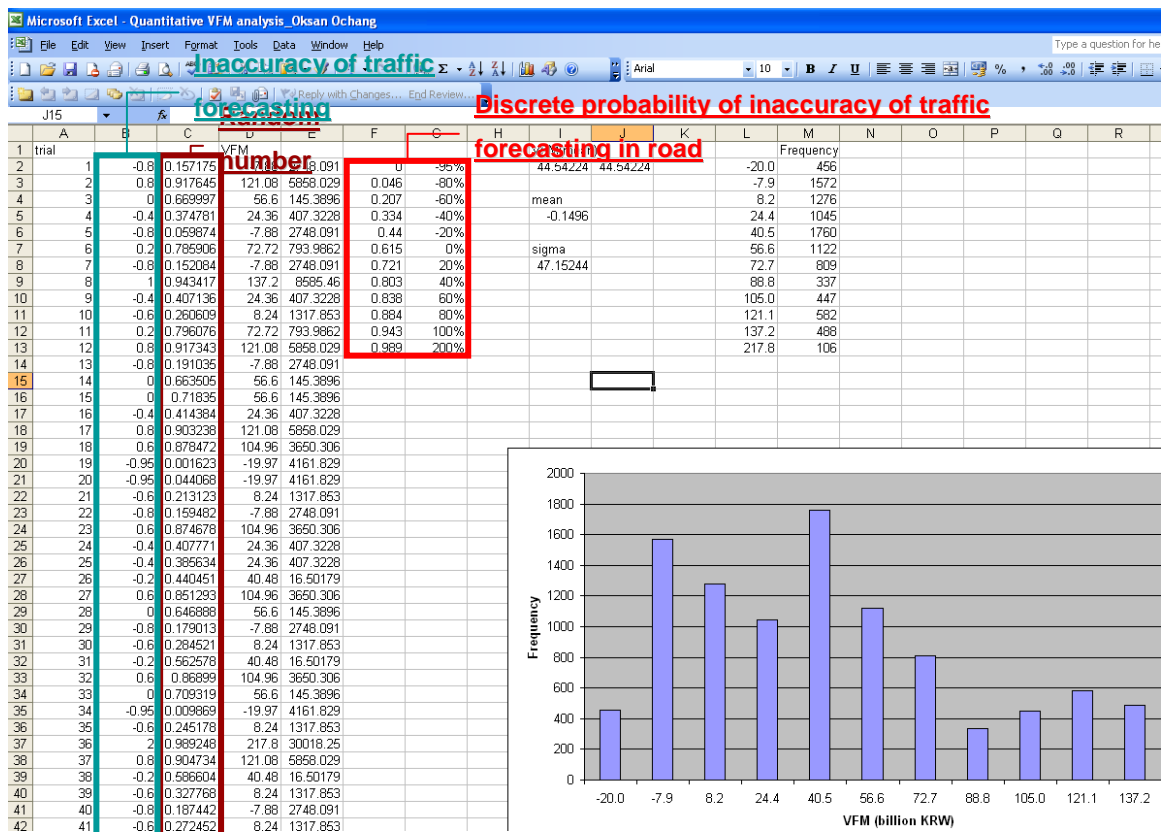 Microsoft Excel - Quantitative VFM analysis_Oksan Ochang
File Edit View Insert Format Tools Data Window Help Type a question for he
Arial 10 B I U
Reply with Changes... End Review...
J15 fx
Inaccuracy of traffic
forecasting
Random
number
Discrete probability of inaccuracy of traffic
forecasting in road
A B C D E F G H I J K L M N O P Q R
1 trial VFM Frequency
2 1 -0.8 0.157175 -7.88 2748.091 0 -95% 44.54224 44.54224 -20.0 456
3 2 0.8 0.917645 121.08 5858.029 0.046 -80% -7.9 1572
4 3 0 0.669997 56.6 145.3896 0.207 -60% mean 8.2 1276
5 4 -0.4 0.374781 24.36 407.3228 0.334 -40% -0.1496 24.4 1045
6 5 -0.8 0.059874 -7.88 2748.091 0.44 -20% 40.5 1760
7 6 0.2 0.785906 72.72 793.9862 0.615 0% sigma 56.6 1122
8 7 -0.8 0.152084 -7.88 2748.091 0.721 20% 47.15244 72.7 809
9 8 1 0.943417 137.2 8585.46 0.803 40% 88.8 337
10 9 -0.4 0.407136 24.36 407.3228 0.838 60% 105.0 447
11 10 -0.6 0.260609 8.24 1317.853 0.884 80% 121.1 582
12 11 0.2 0.796076 72.72 793.9862 0.943 100% 137.2 488
13 12 0.8 0.917343 121.08 5858.029 0.989 200% 217.8 106
14 13 -0.8 0.191035 -7.88 2748.091
15 14 0 0.663505 56.6 145.3896
16 15 0 0.71835 56.6 145.3896
17 16 -0.4 0.414384 24.36 407.3228
18 17 0.8 0.903238 121.08 5858.029
19 18 0.6 0.878472 104.96 3650.306
20 19 -0.95 0.001623 -19.97 4161.829
21 20 -0.95 0.044068 -19.97 4161.829
22 21 -0.6 0.213123 8.24 1317.853
23 22 -0.8 0.159482 -7.88 2748.091
24 23 0.6 0.874678 104.96 3650.306
25 24 -0.4 0.407771 24.36 407.3228
26 25 -0.4 0.385634 24.36 407.3228
27 26 -0.2 0.440451 40.48 16.50179
28 27 0.6 0.851293 104.96 3650.306
29 28 0 0.646888 56.6 145.3896
30 29 -0.8 0.179013 -7.88 2748.091
31 30 -0.6 0.284521 8.24 1317.853
32 31 -0.2 0.562578 40.48 16.50179
33 32 0.6 0.86899 104.96 3650.306
34 33 0 0.709319 56.6 145.3896
35 34 -0.95 0.009869 -19.97 4161.829
36 35 -0.6 0.245178 8.24 1317.853
37 36 2 0.989248 217.8 30018.25
38 37 0.8 0.904734 121.08 5858.029
39 38 -0.2 0.586604 40.48 16.50179
40 39 -0.6 0.327768 8.24 1317.853
41 40 -0.8 0.187442 -7.88 2748.091
42 41 -0.6 0.272452 8.24 1317.853
2000
1800
1600
1400
1200
1000
800
600
400
200
0
Frequency
-20.0 -7.9 8.2 24.4 40.5 56.6 72.7 88.8 105.0 121.1 137.2
VFM (billion KRW)